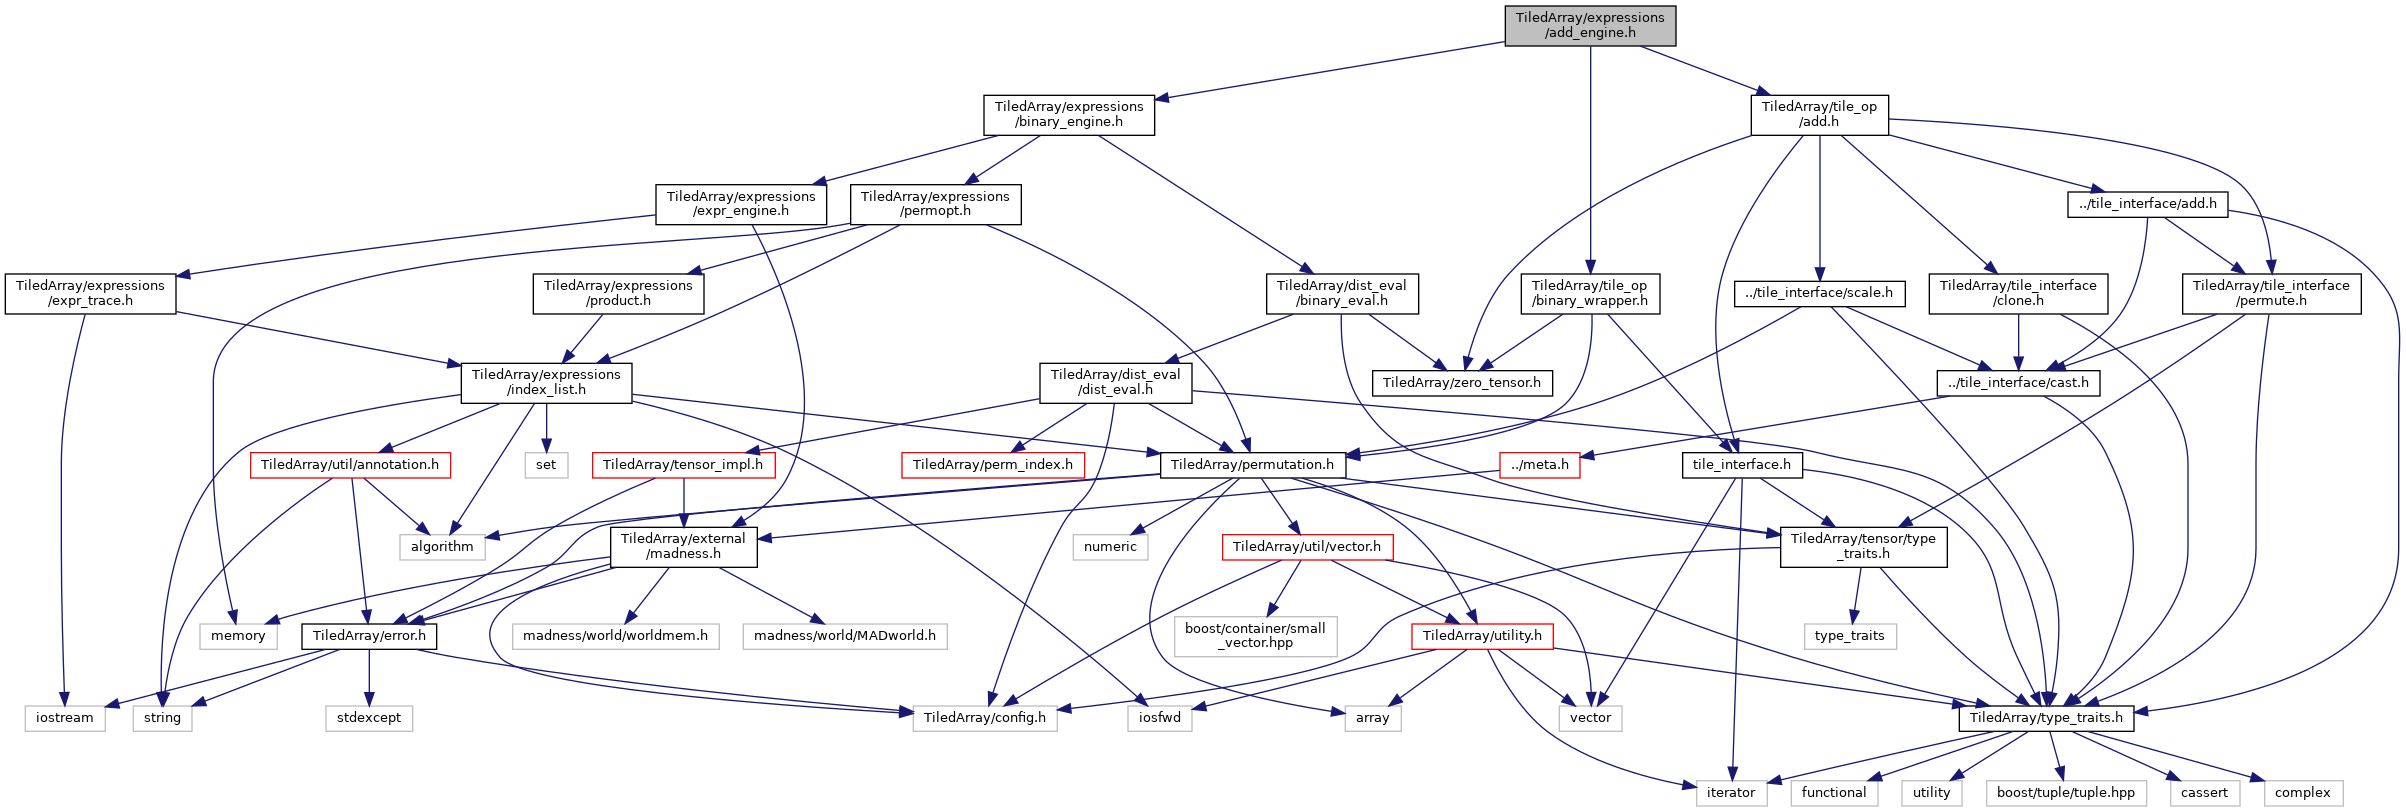 TiledArray/expressions
/add_engine.h
TiledArray/expressions
/binary_engine.h
TiledArray/tile_op
/add.h
TiledArray/expressions
/expr_engine.h
TiledArray/expressions
/permopt.h
../tile_interface/add.h
TiledArray/expressions
/expr_trace.h
TiledArray/expressions
/product.h
TiledArray/dist_eval
/binary_eval.h
TiledArray/tile_op
/binary_wrapper.h
../tile_interface/scale.h
TiledArray/tile_interface
/clone.h
TiledArray/tile_interface
/permute.h
TiledArray/expressions
/index_list.h
TiledArray/dist_eval
/dist_eval.h
TiledArray/zero_tensor.h
../tile_interface/cast.h
TiledArray/util/annotation.h
set
TiledArray/tensor_impl.h
TiledArray/perm_index.h
TiledArray/permutation.h
../meta.h
tile_interface.h
algorithm
TiledArray/external
/madness.h
numeric
TiledArray/util/vector.h
TiledArray/tensor/type
_traits.h
memory
TiledArray/error.h
madness/world/worldmem.h
madness/world/MADworld.h
boost/container/small
_vector.hpp
TiledArray/utility.h
type_traits
iostream
string
stdexcept
TiledArray/config.h
iosfwd
array
vector
TiledArray/type_traits.h
iterator
functional
utility
boost/tuple/tuple.hpp
cassert
complex